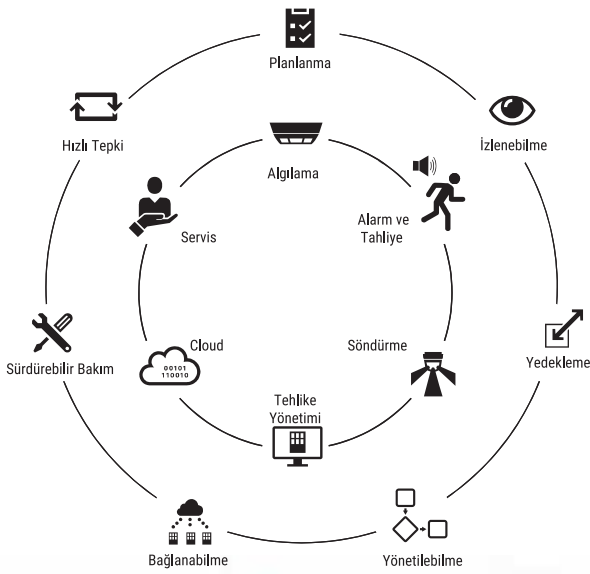 Planlanma
Hızlı Tepki
İzlenebilme
Algılama
Servis
Alarm ve
Tahliye
Sürdürebilir Bakım
Cloud
00101
110010
Söndürme
Yedekleme
Tehlike
Yönetimi
Bağlanabilme
Yönetilebilme